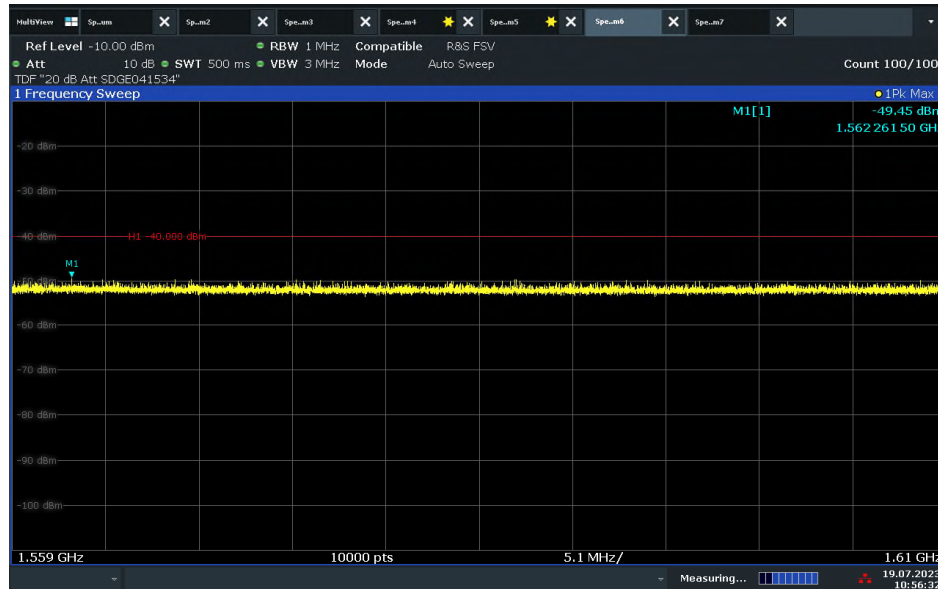 MultiView Sp..um Sp..m2 Spe..m3 Spe..m4 Spe..m5 Spe..m6 Spe..m7
Ref Level -10.00 dBm RBW 1 MHz Compatible R&S FSV
Att 10 dB SWT 500 ms VBW 3 MHz Mode Auto Sweep Count 100/100
TDF "20 dB Att SDGE041534"
1 Frequency Sweep 1Pk Max
M1[1] -49.45 dBm
1.562 261 50 GH
-20 dBm
-30 dBm
-40 dBm H1 -40.000 dBm
M1
-50 dBm
-60 dBm
-70 dBm
-80 dBm
-90 dBm
-100 dBm
1.559 GHz 10000 pts 5.1 MHz/ 1.61 GHz
Measuring... 19.07.2023
10:56:32